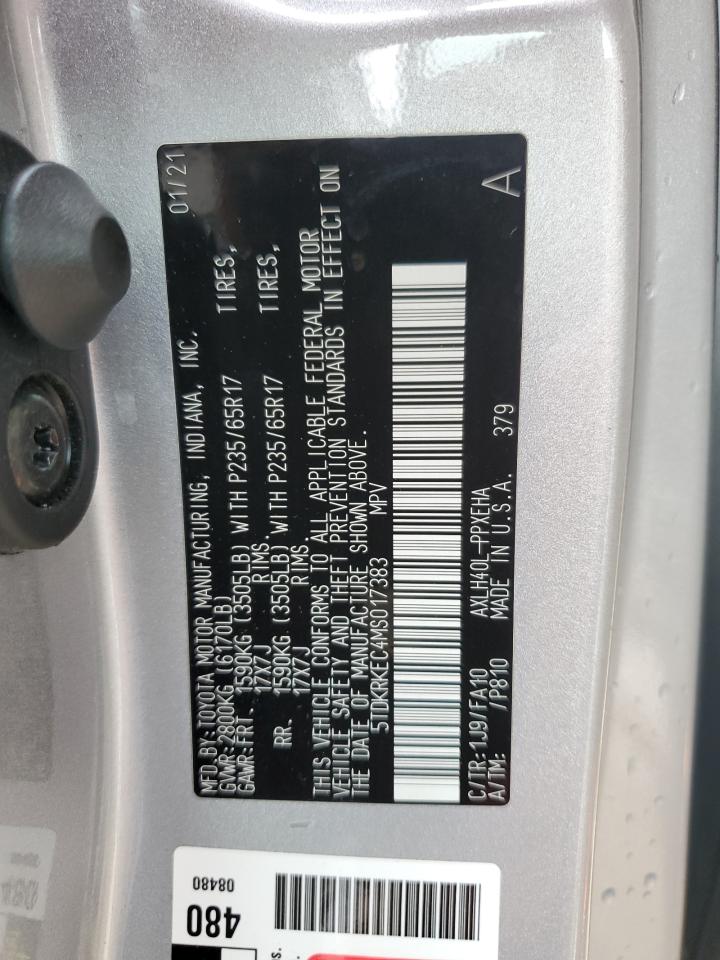 MFD BY: TOYOTA MOTOR MANUFACTURING, INDIANA, INC. 01/21
GVWR: 2800KG (6170LB)
GAWR: FRT. 1590KG (3505LB) WITH P235/65R17 TIRES,
17X7J RIMS
RR. 1590KG (3505LB) WITH P235/65R17 TIRES,
17X7J RIMS
THIS VEHICLE CONFORMS TO ALL APPLICABLE FEDERAL MOTOR
VEHICLE SAFETY AND THEFT PREVENTION STANDARDS IN EFFECT ON
THE DATE OF MANUFACTURE SHOWN ABOVE.
5TDKRKEC4MS017383 MPV
C/TR: 1J9/FA10 AXLH40L-PPXEHA
A/TM: /P810 MADE IN U.S.A. 379
A
480
08480